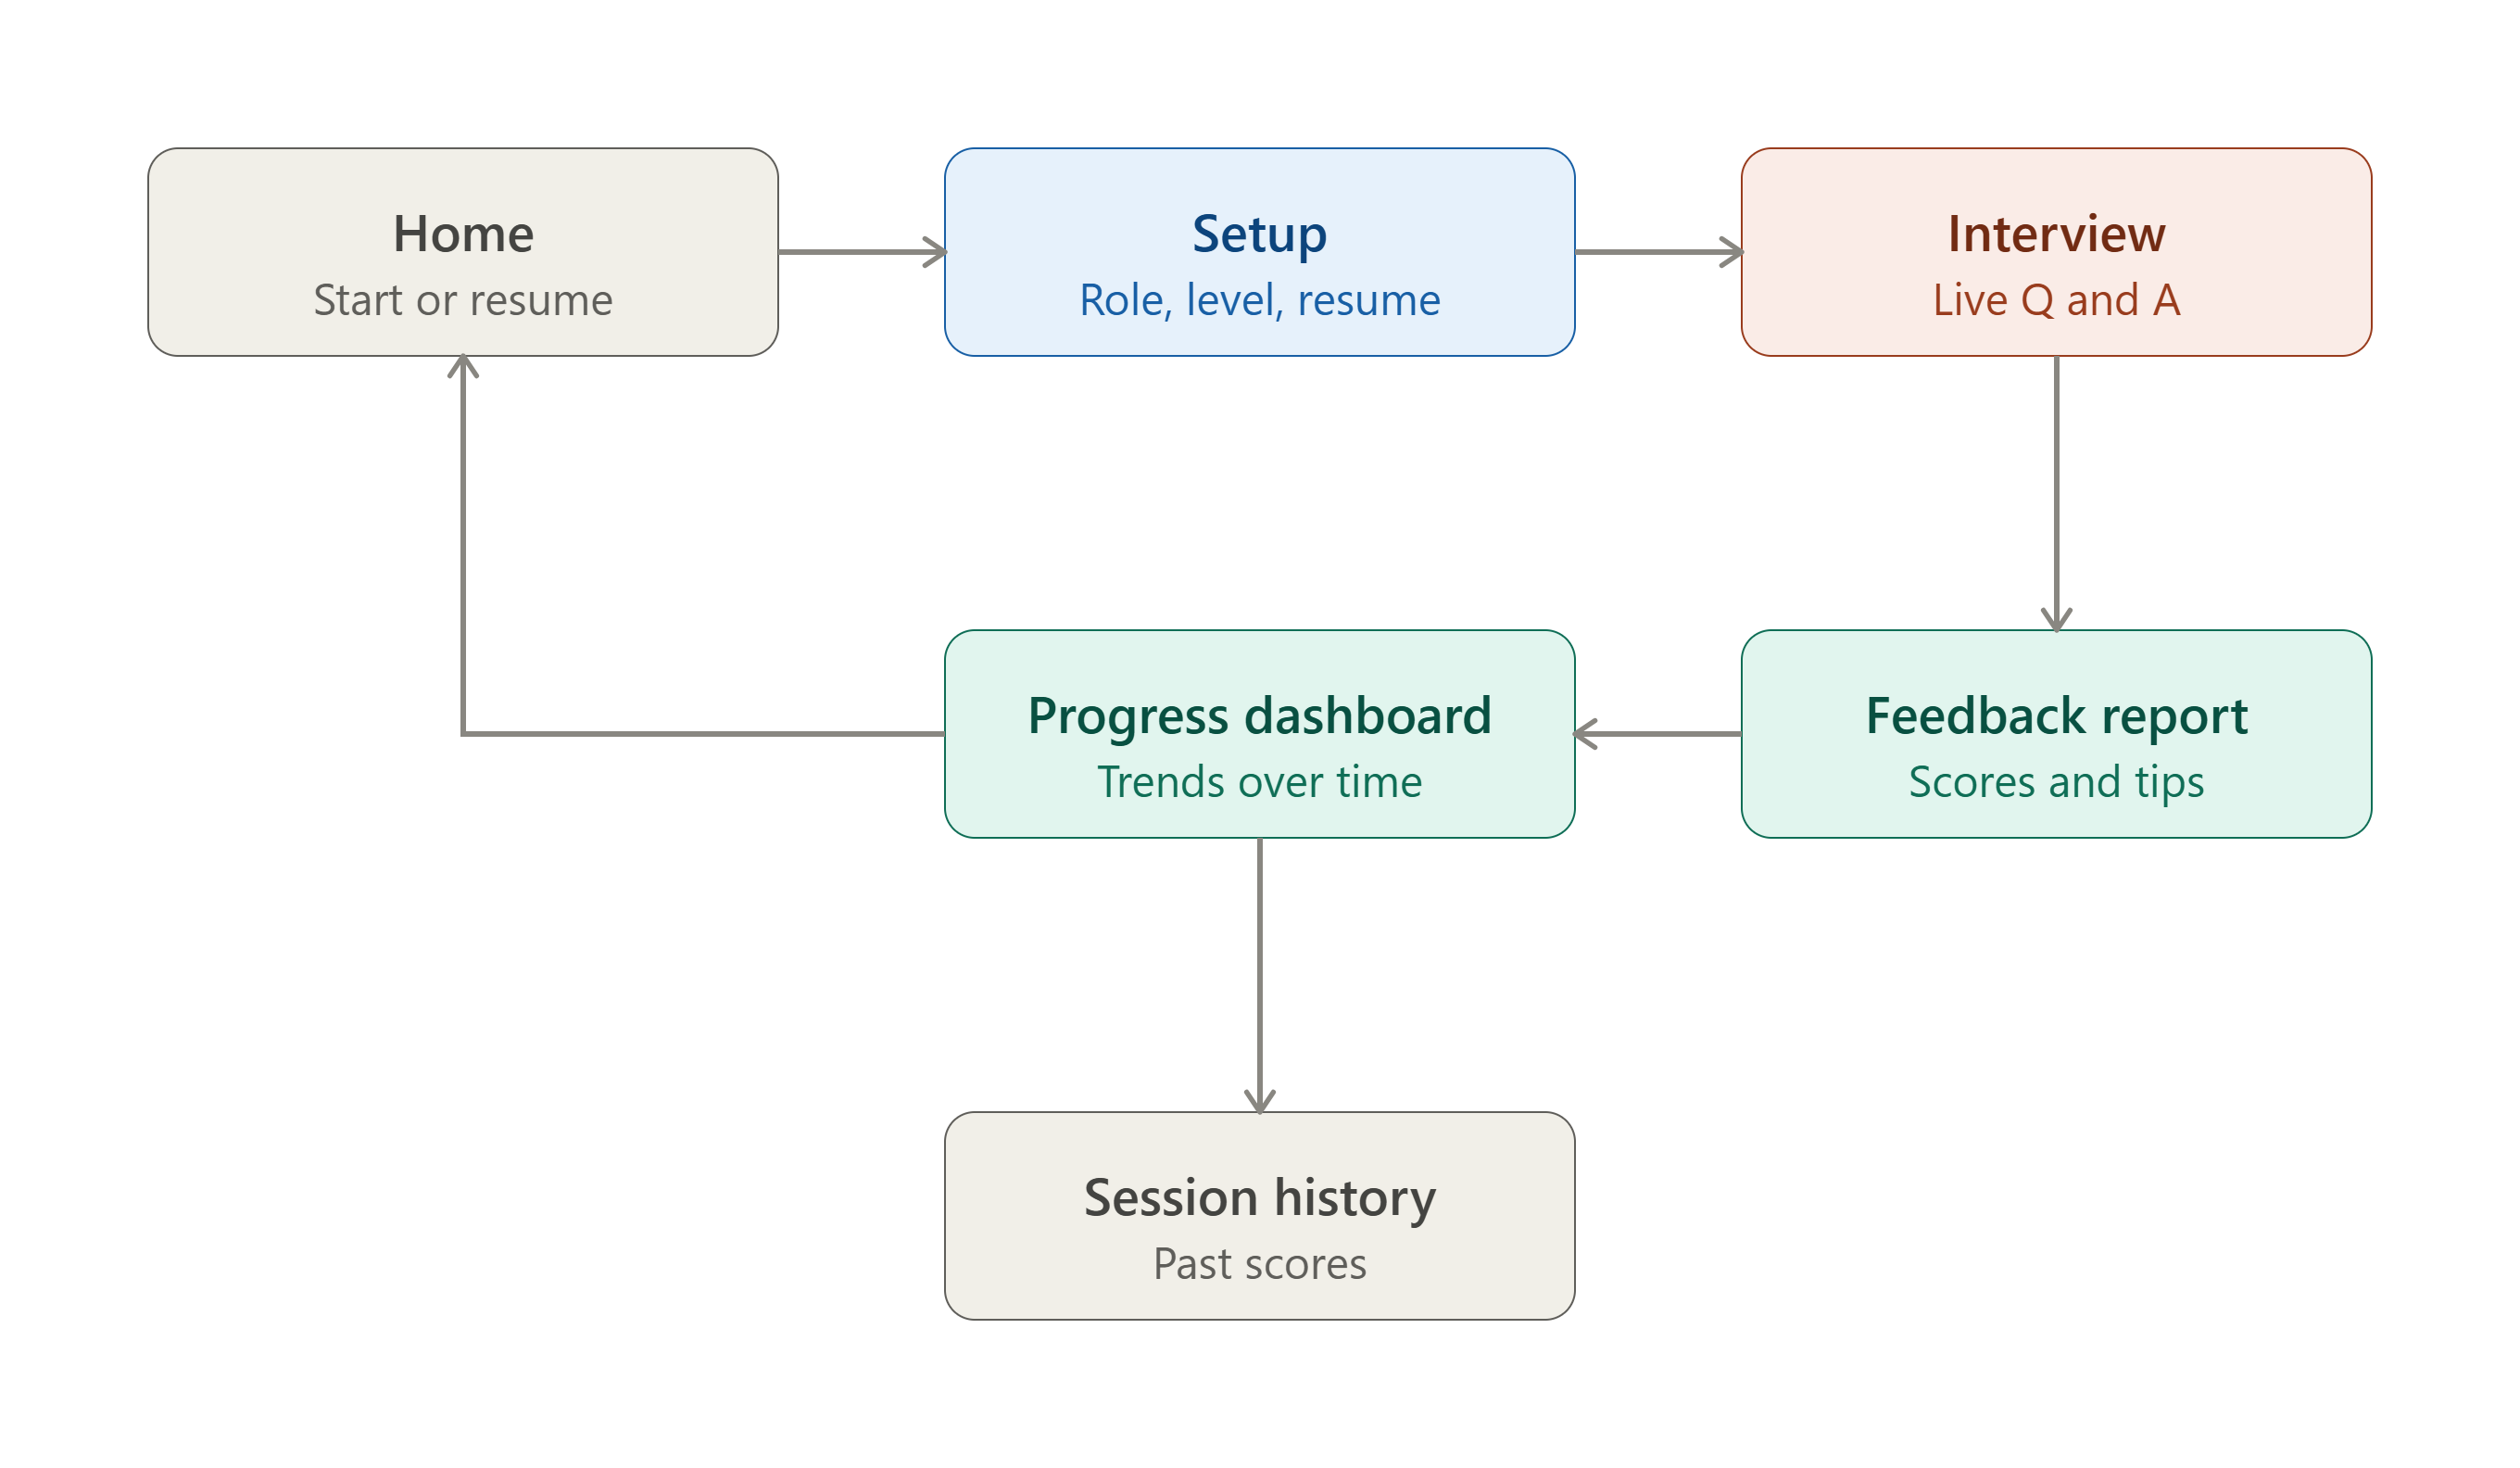 Home
Start or resume
Setup
Role, level, resume
Interview
Live Q and A
Progress dashboard
Trends over time
Feedback report
Scores and tips
Session history
Past scores